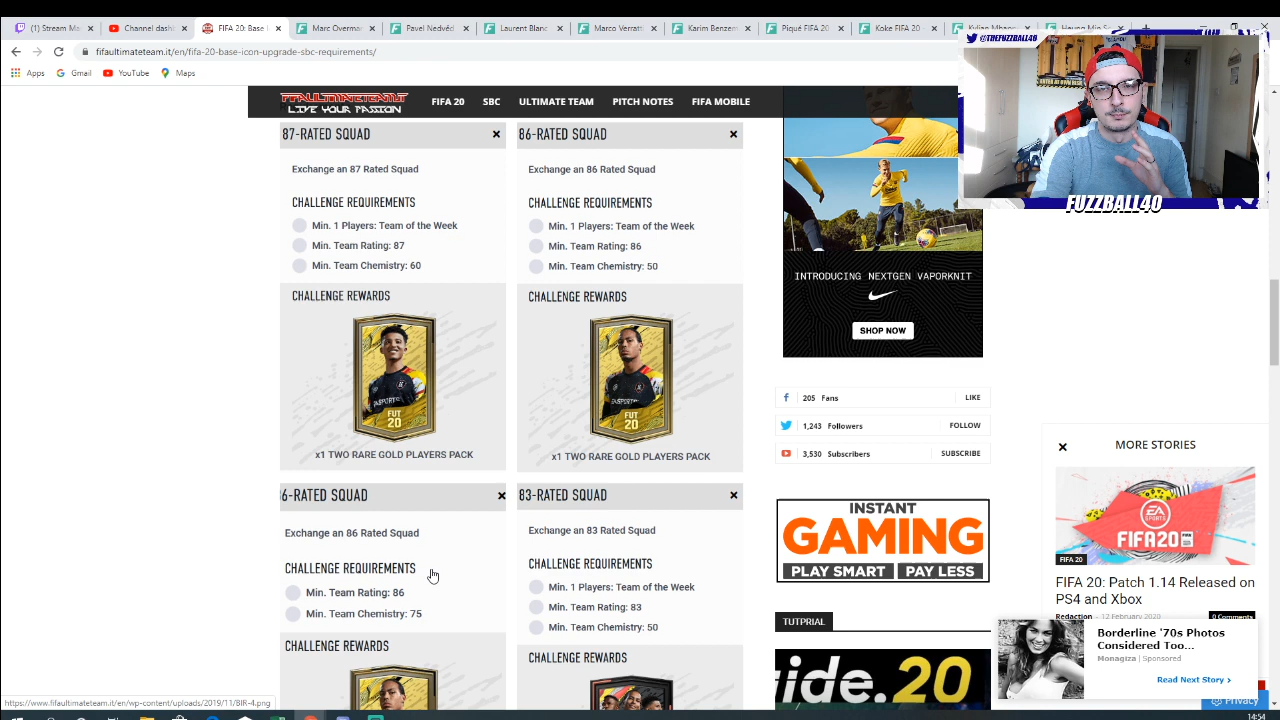 Stream M
Channel dashb
FIFA 20 BASE
Marc Overmars
Pavel Nedvěd
Marco Verratti
Karim Benzem
Piqué FIFA 20
Koke FIFA 20
fifaultimateteam.it/en/fifa-20-base-icon-upgrade-sbc-requirements/
Apps Gmail YouTube Maps
@THEFUZZBALL40
FUZZBALL40
FIFAULTIMATETEAM.IT
LIVE YOUR PASSION
FIFA 20 SBC ULTIMATE TEAM PITCH NOTES FIFA MOBILE
87-RATED SQUAD
Exchange an 87 Rated Squad
CHALLENGE REQUIREMENTS
Min. 1 Players: Team of the Week
Min. Team Rating: 87
Min. Team Chemistry: 60
CHALLENGE REWARDS
FUT
20
x1 TWO RARE GOLD PLAYERS PACK
86-RATED SQUAD
Exchange an 86 Rated Squad
CHALLENGE REQUIREMENTS
Min. 1 Players: Team of the Week
Min. Team Rating: 86
Min. Team Chemistry: 50
CHALLENGE REWARDS
FUT
20
x1 TWO RARE GOLD PLAYERS PACK
6-RATED SQUAD
Exchange an 86 Rated Squad
CHALLENGE REQUIREMENTS
Min. Team Rating: 86
Min. Team Chemistry: 75
CHALLENGE REWARDS
83-RATED SQUAD
Exchange an 83 Rated Squad
CHALLENGE REQUIREMENTS
Min. 1 Players: Team of the Week
Min. Team Rating: 83
Min. Team Chemistry: 50
CHALLENGE REWARDS
INTRODUCING NEXTGEN VAPORKNIT
SHOP NOW
205 Fans LIKE
1,243 Followers FOLLOW
3,530 Subscribers SUBSCRIBE
INSTANT
GAMING
PLAY SMART PAY LESS
TUTPRIAL
ide.20
MORE STORIES
EA
SPORTS
FIFA20
FIFA 20
FIFA 20: Patch 1.14 Released on
PS4 and Xbox
Redaction - 12 February 2020 0 Comments
Borderline '70s Photos
Considered Too...
Monagiza | Sponsored
Read Next Story
Privacy
https://www.fifaultimateteam.it/en/wp-content/uploads/2019/11/BIR-4.png
14:54